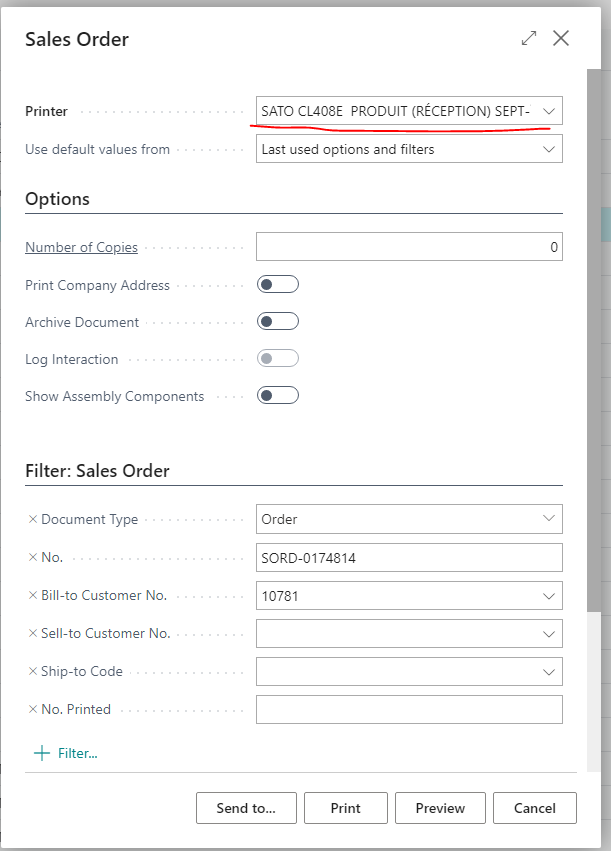 Sales Order
Printer SATO CL408E  PRODUIT (RÉCEPTION) SEPT-
Use default values from Last used options and filters
Options
Number of Copies 0
Print Company Address
Archive Document
Log Interaction
Show Assembly Components
Filter: Sales Order
× Document Type Order
× No. SORD-0174814
× Bill-to Customer No. 10781
× Sell-to Customer No.
× Ship-to Code
× No. Printed
+ Filter...
Send to... Print Preview Cancel